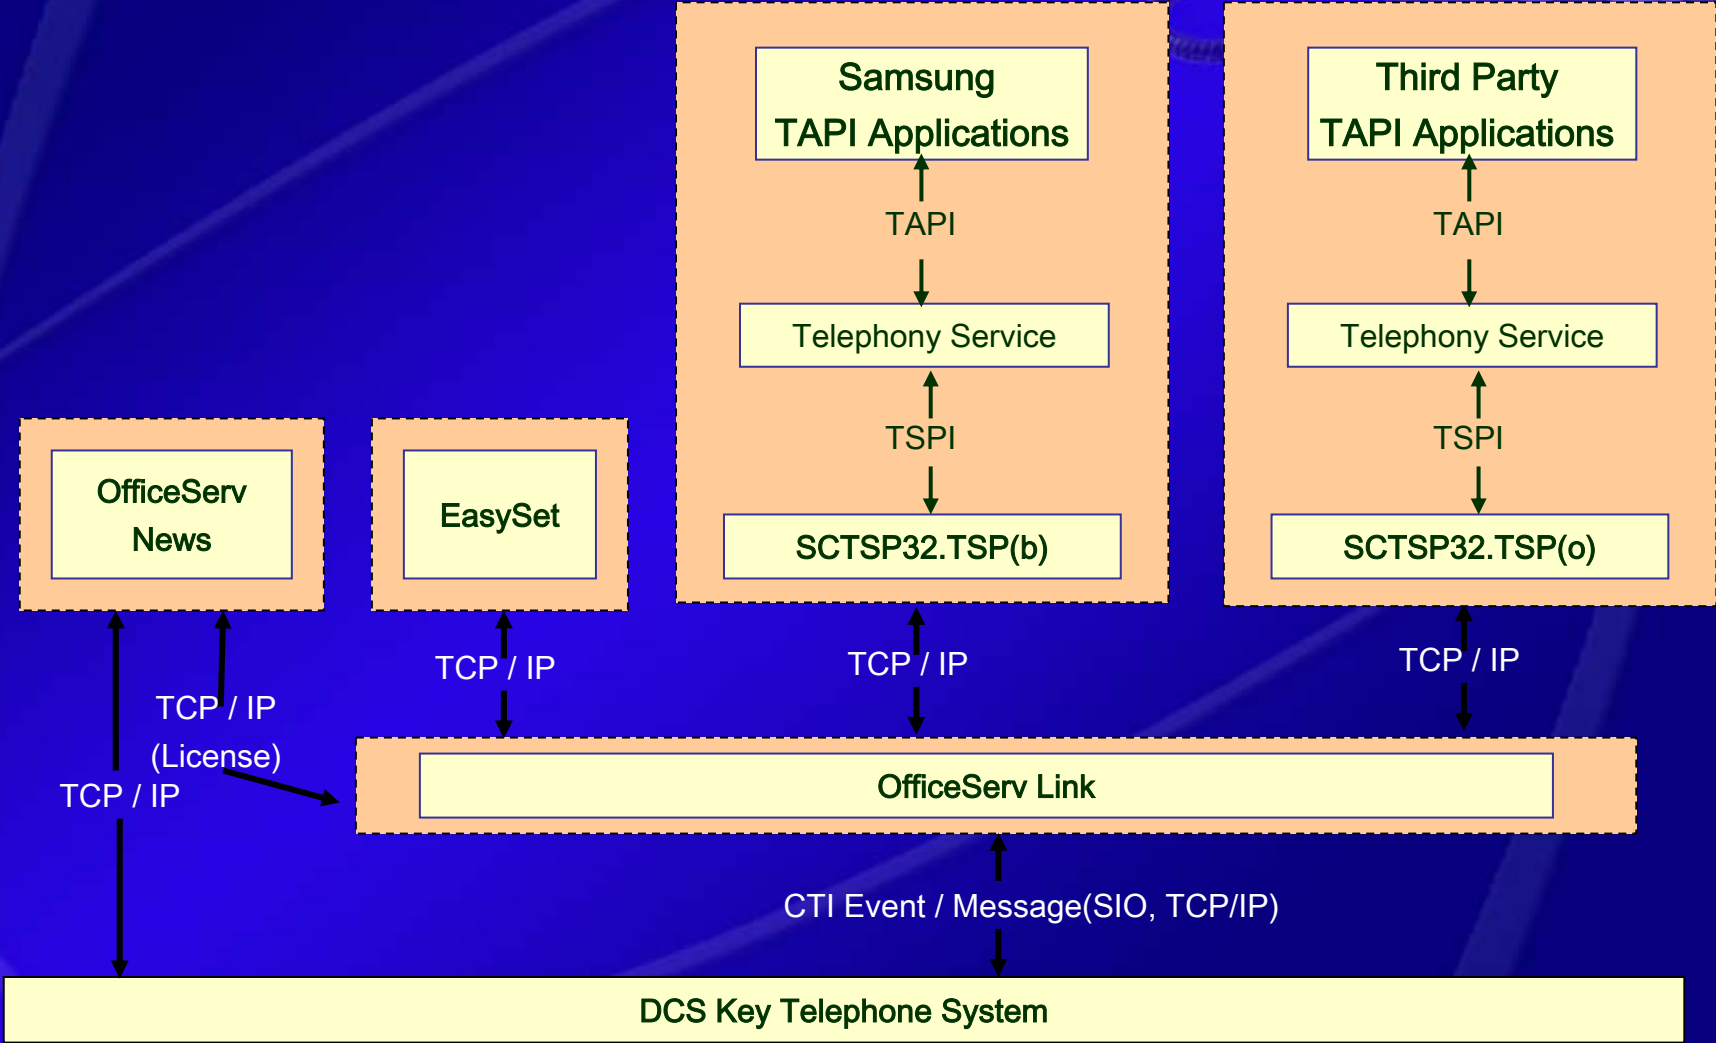 Samsung
TAPI Applications
TAPI
Telephony Service
TSPI
SCTSP32.TSP(b)
Third Party
TAPI Applications
TAPI
Telephony Service
TSPI
SCTSP32.TSP(o)
OfficeServ
News
EasySet
TCP / IP
(License)
TCP / IP
TCP / IP
TCP / IP
TCP / IP
OfficeServ Link
CTI Event / Message(SIO, TCP/IP)
DCS Key Telephone System